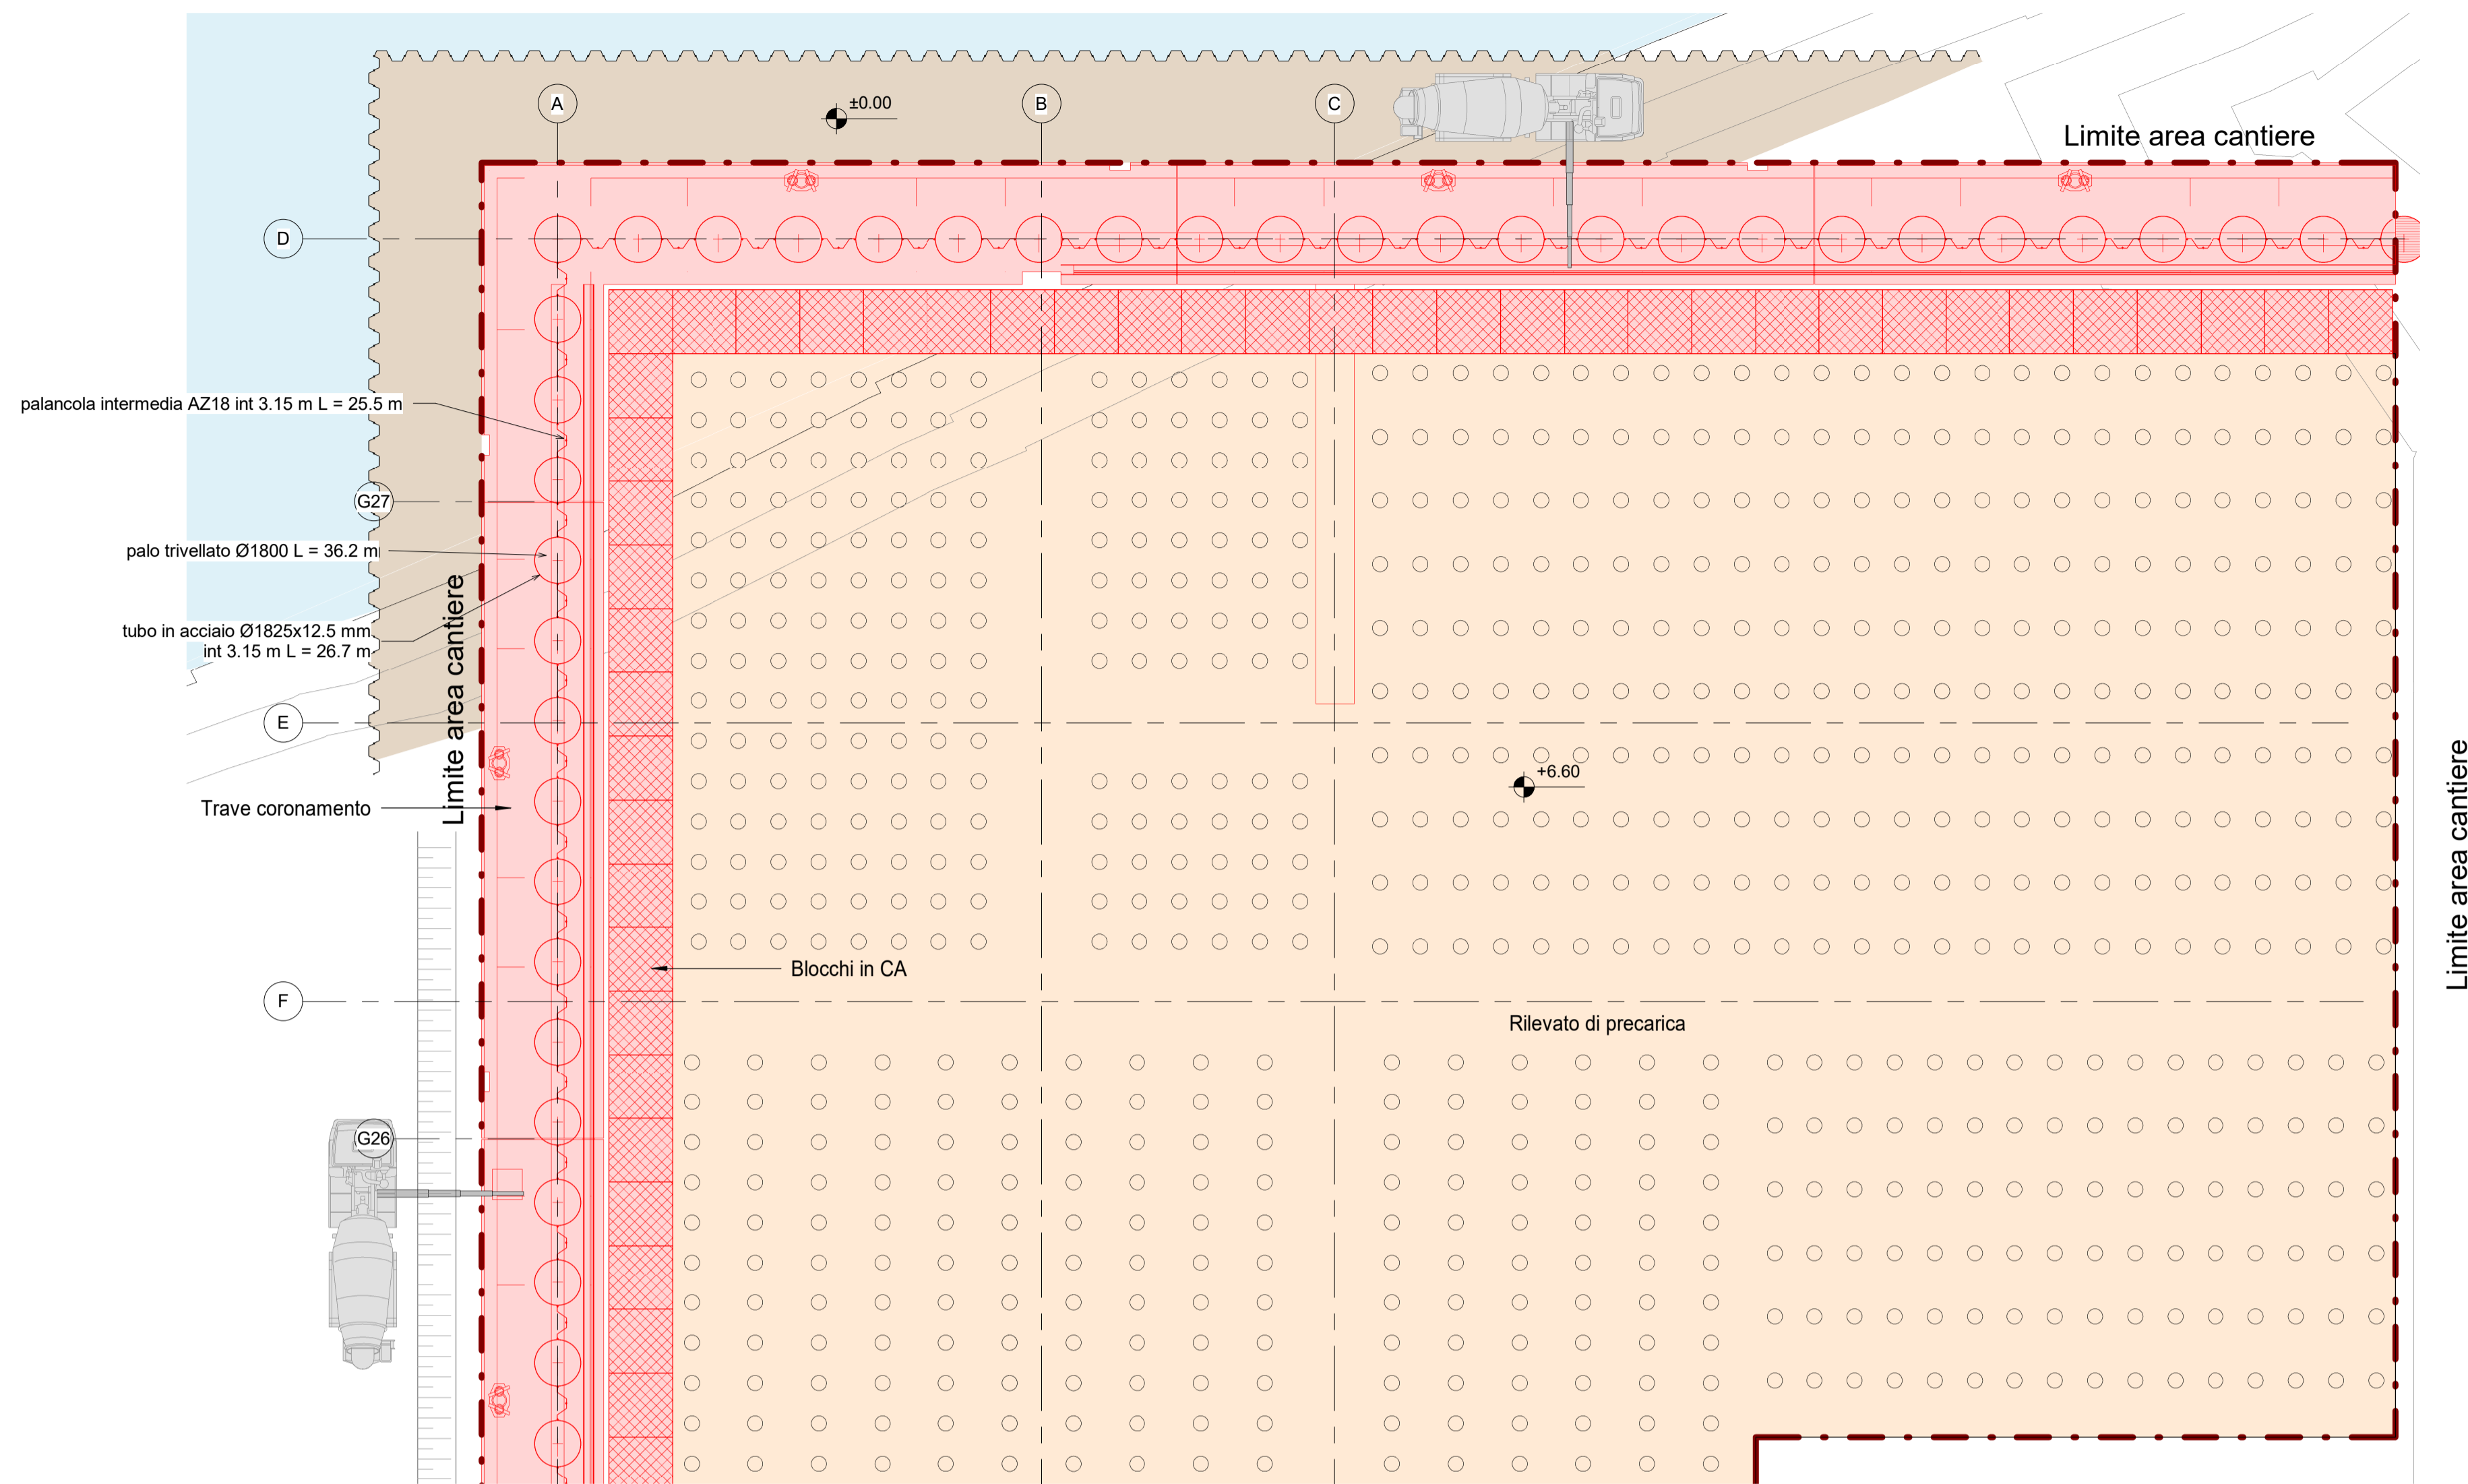 A
B
C
±0.00
Limite area cantiere
D
palancola intermedia AZ18 int 3.15 m L = 25.5 m
G27
palo trivellato Ø1800 L = 36.2 m
tubo in acciaio Ø1825x12.5 mm
int 3.15 m L = 26.7 m
Limite area cantiere
E
+6.60
Trave coronamento
Limite area cantiere
Blocchi in CA
F
Rilevato di precarica
G26